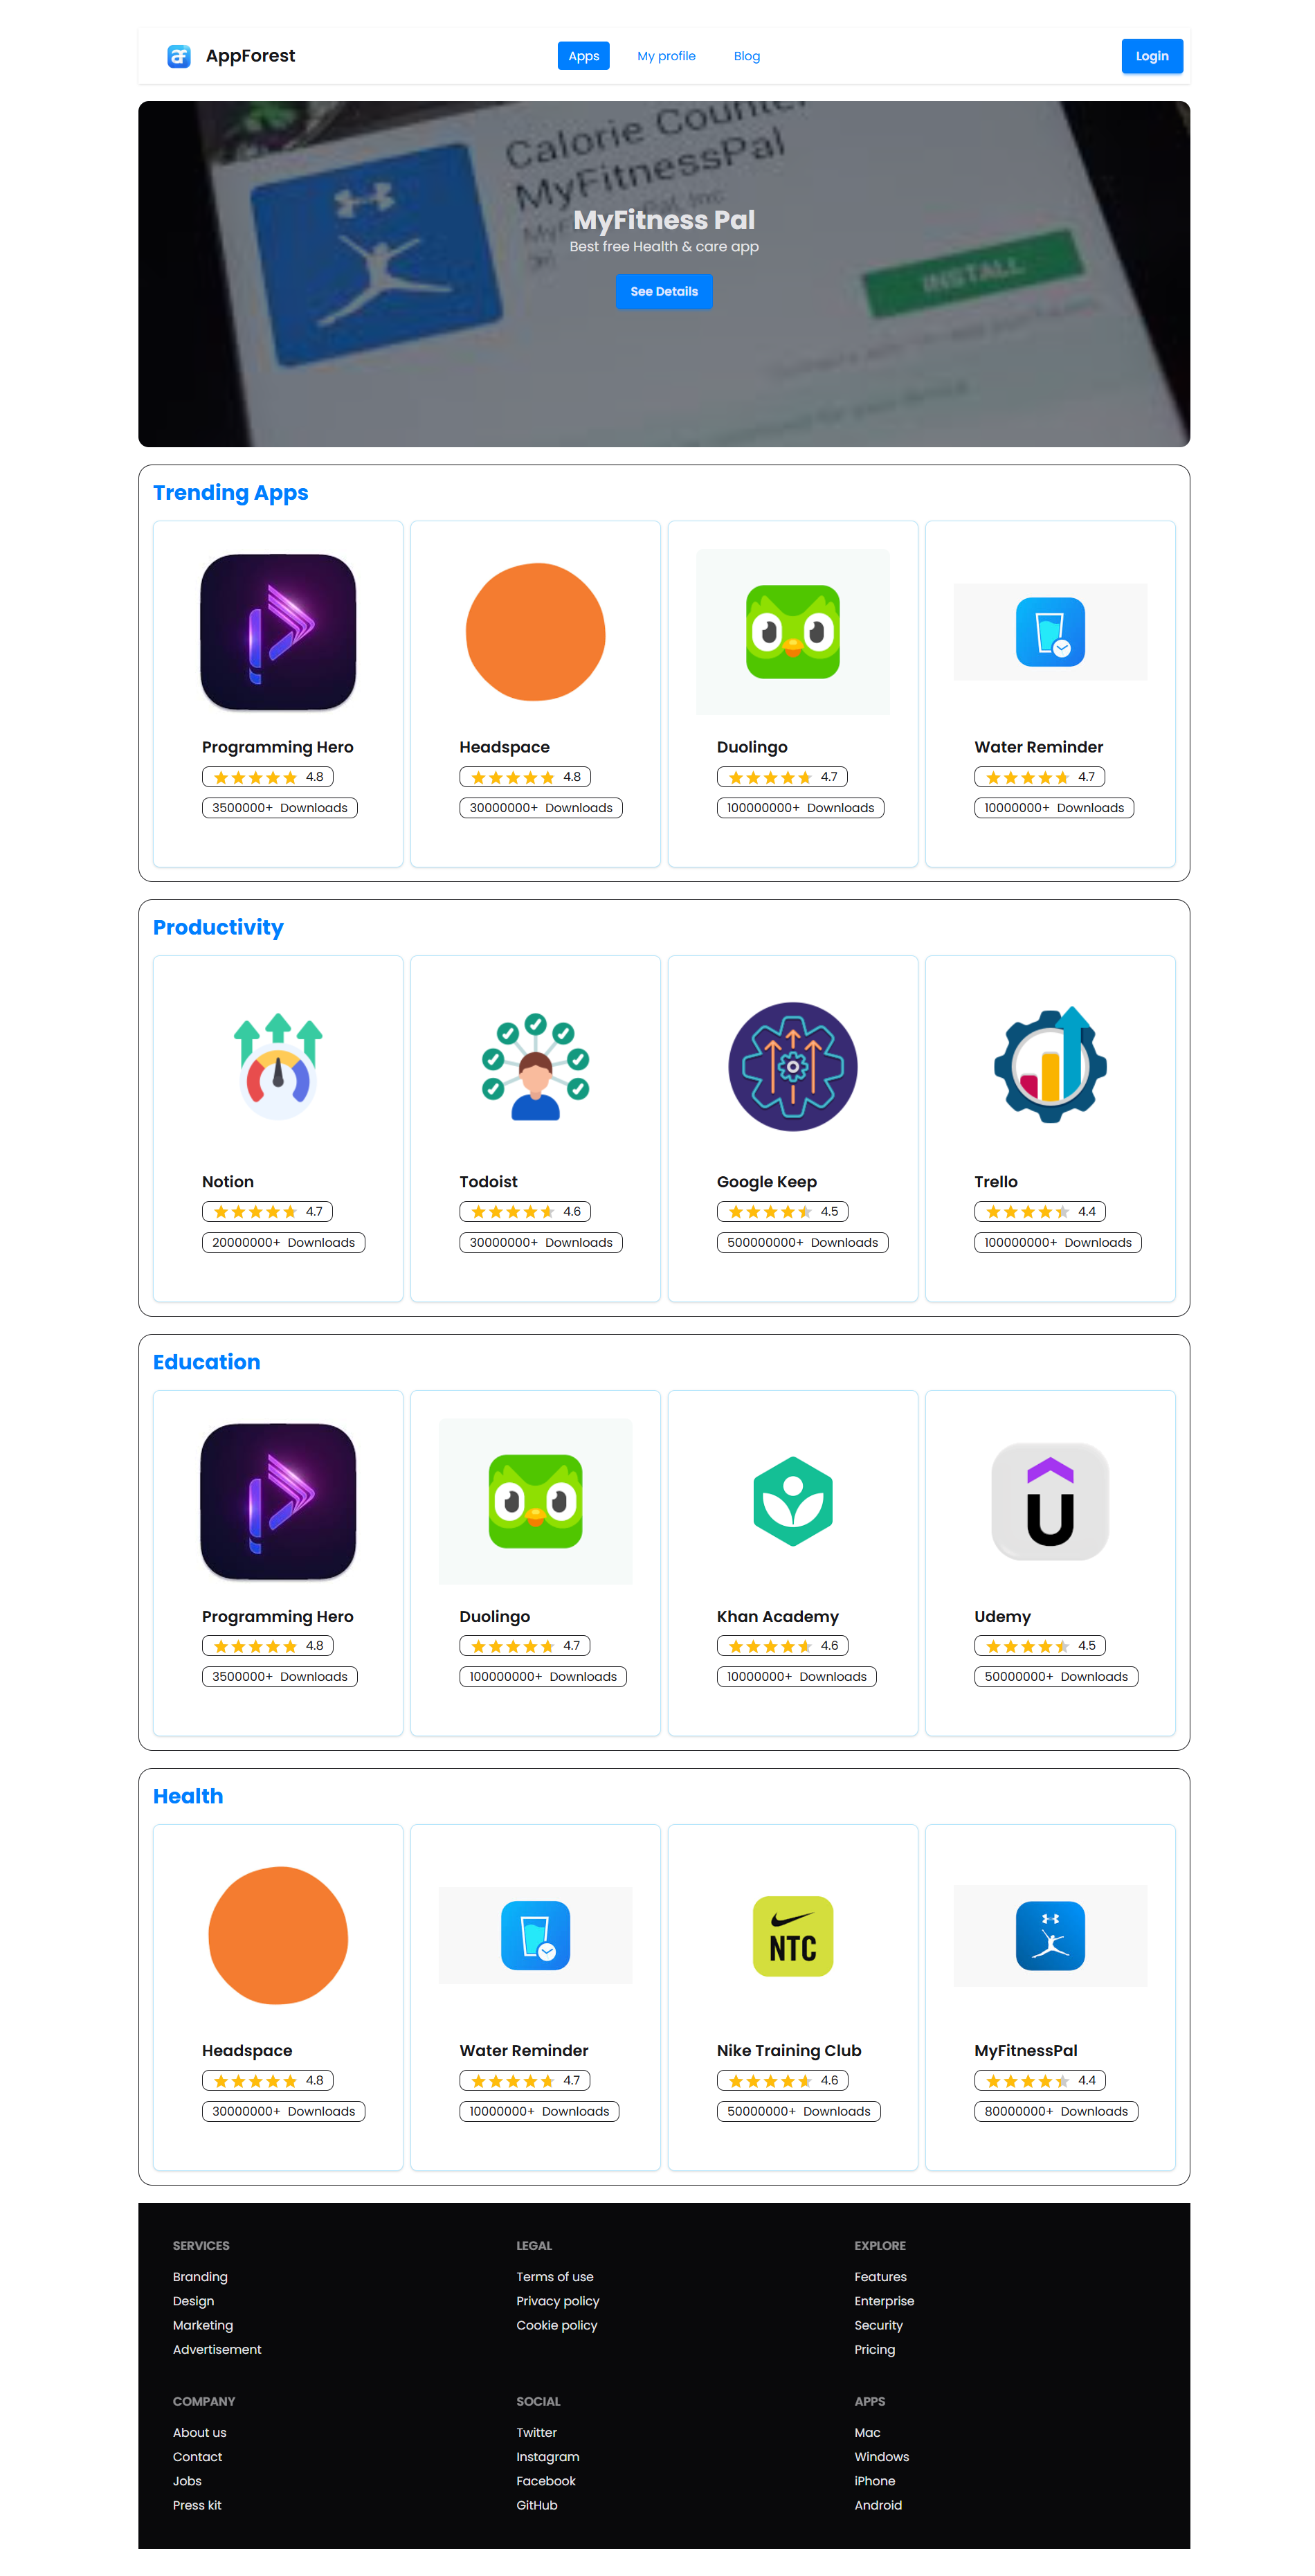 AppForest
Apps
My profile
Blog
Login
Calorie Counter
MyFitnessPal
MyFitness Pal
Best free Health & care app
INSTALL
See Details
Trending Apps
Programming Hero
4.8
3500000+ Downloads
Headspace
4.8
30000000+ Downloads
Duolingo
4.7
100000000+ Downloads
Water Reminder
4.7
10000000+ Downloads
Productivity
Notion
4.7
20000000+ Downloads
Todoist
4.6
30000000+ Downloads
Google Keep
4.5
500000000+ Downloads
Trello
4.4
100000000+ Downloads
Education
Programming Hero
4.8
3500000+ Downloads
Duolingo
4.7
100000000+ Downloads
Khan Academy
4.6
10000000+ Downloads
Udemy
4.5
50000000+ Downloads
Health
Headspace
4.8
30000000+ Downloads
Water Reminder
4.7
10000000+ Downloads
NTC
Nike Training Club
4.6
50000000+ Downloads
MyFitnessPal
4.4
80000000+ Downloads
SERVICES
Branding
Design
Marketing
Advertisement
LEGAL
Terms of use
Privacy policy
Cookie policy
EXPLORE
Features
Enterprise
Security
Pricing
COMPANY
About us
Contact
Jobs
Press kit
SOCIAL
Twitter
Instagram
Facebook
GitHub
APPS
Mac
Windows
iPhone
Android